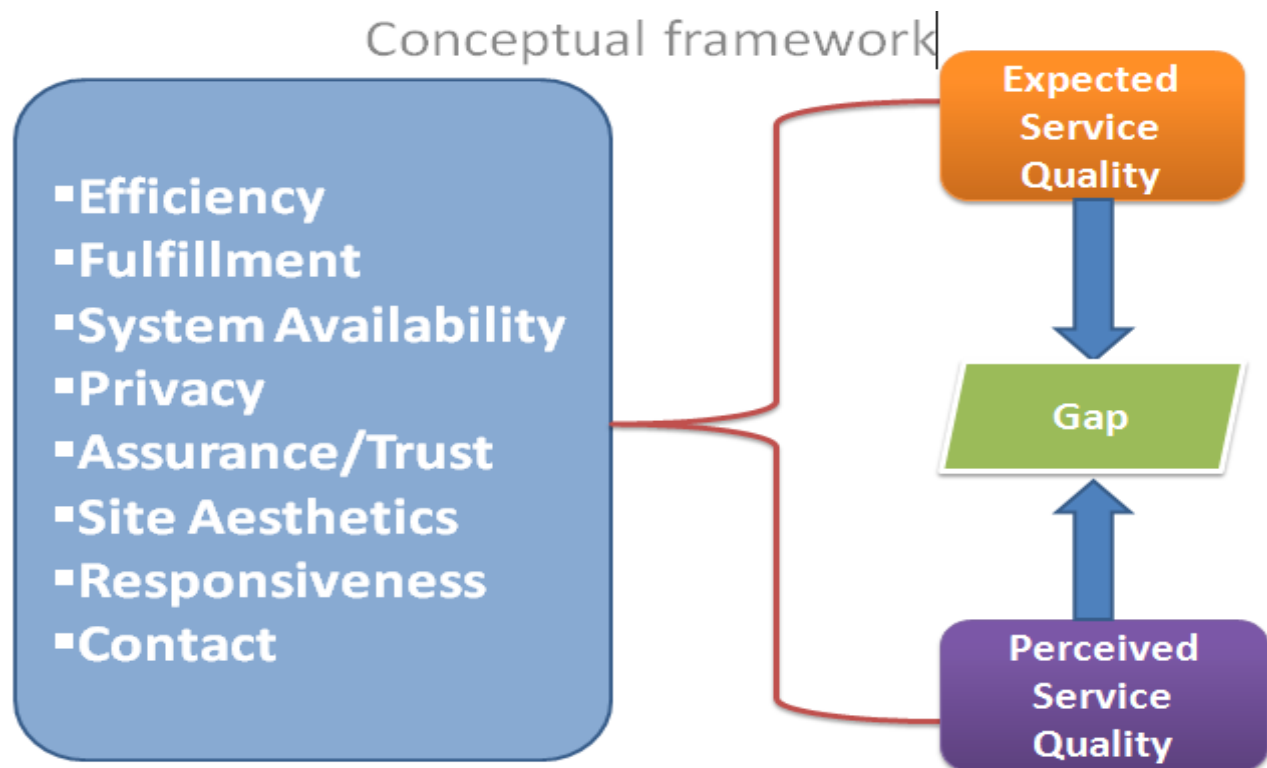 Conceptual framework
▪Efficiency
▪Fulfillment
▪System Availability
▪Privacy
▪Assurance/Trust
▪Site Aesthetics
▪Responsiveness
▪Contact
Expected
Service
Quality
Gap
Perceived
Service
Quality